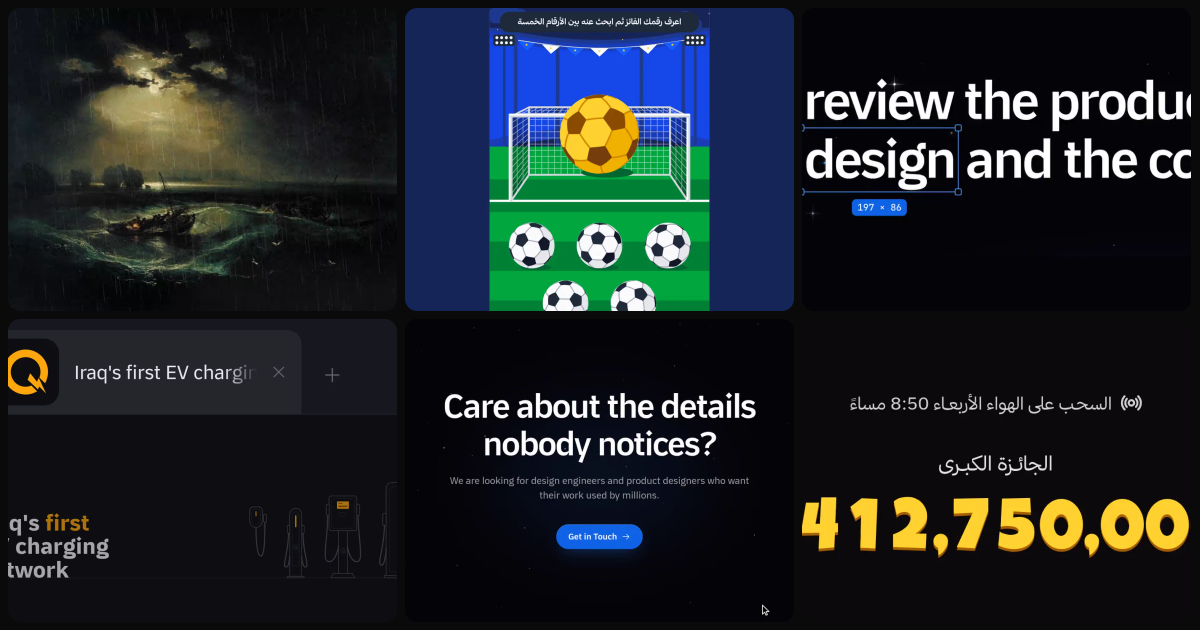 اعرف رقمك الفائز ثم ابحث عنه بين الأرقام الخمسة
review the produc
design and the co
197 × 86
Iraq's first EV chargin
q's first
charging
twork
Care about the details
nobody notices?
We are looking for design engineers and product designers who want
their work used by millions.
Get in Touch →
السحب على الهواء الأربعاء 8:50 مساءً
الجائزة الكبرى
412,750,00